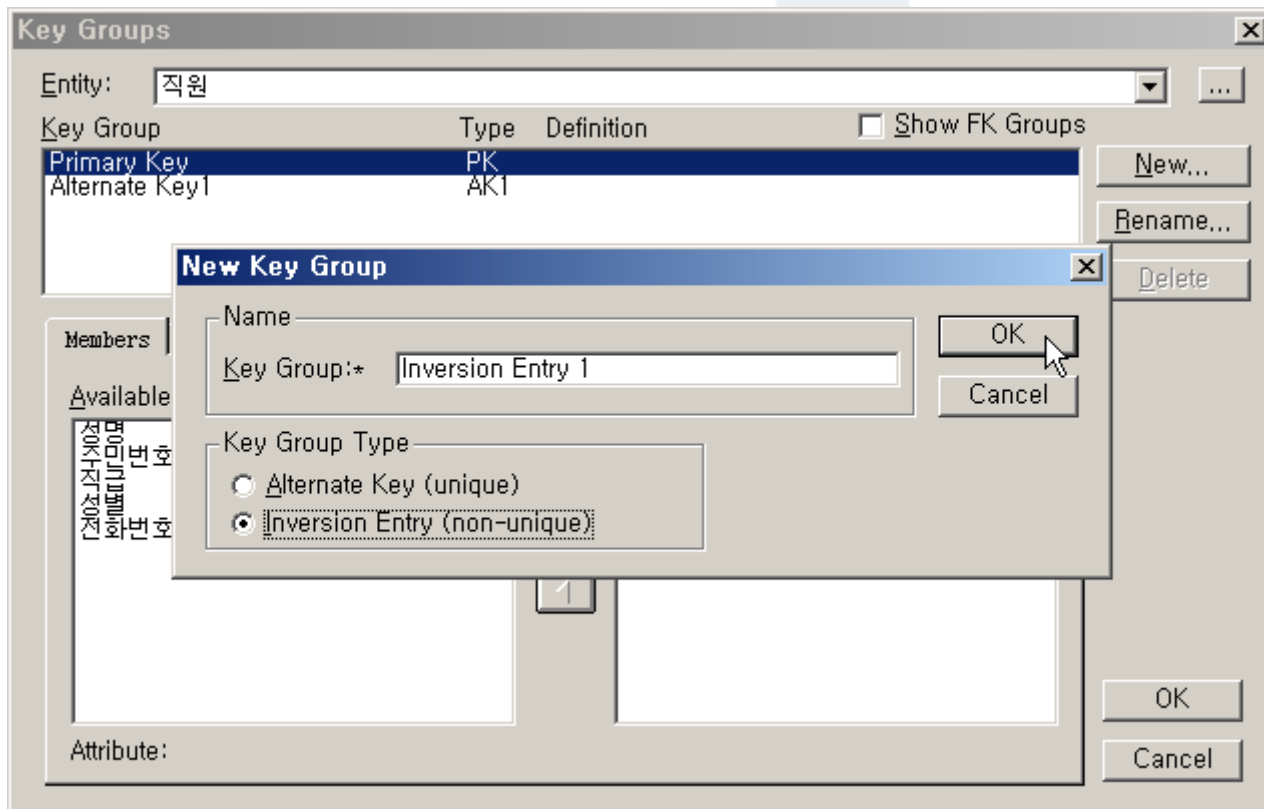 Key Groups
Entity: 직원 ...
Key Group Type Definition Show FK Groups
Primary Key PK
Alternate Key1 AK1
New...
Rename...
Delete
New Key Group
Name
Key Group:* Inversion Entry 1
OK
Cancel
Key Group Type
Alternate Key (unique)
Inversion Entry (non-unique)
Members
Available
성명
주민번호
직급
성별
전화번호
Attribute:
OK
Cancel